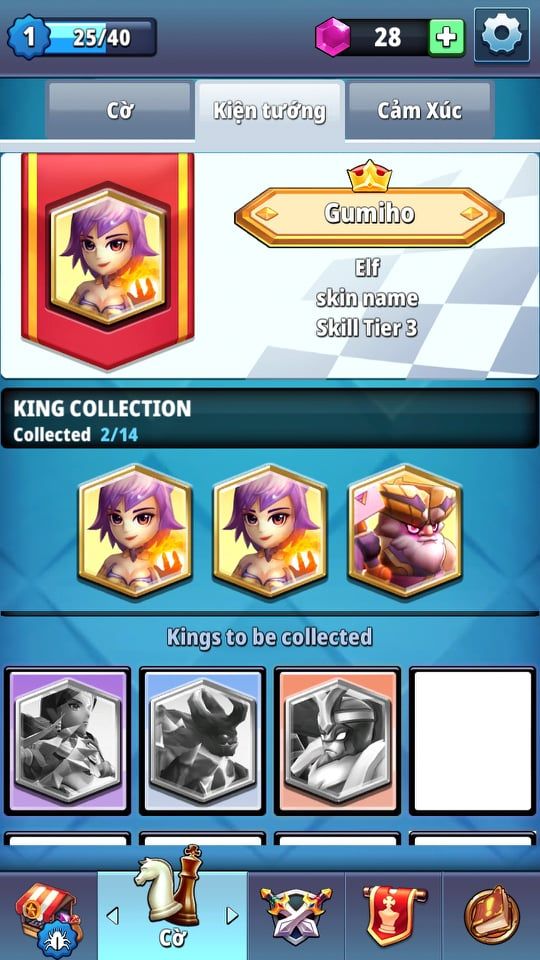 1
25/40
28
Cờ
Kiện tướng
Cảm Xúc
Gumiho
Elf
skin name
Skill Tier 3
KING COLLECTION
Collected 2/14
Kings to be collected
Cờ